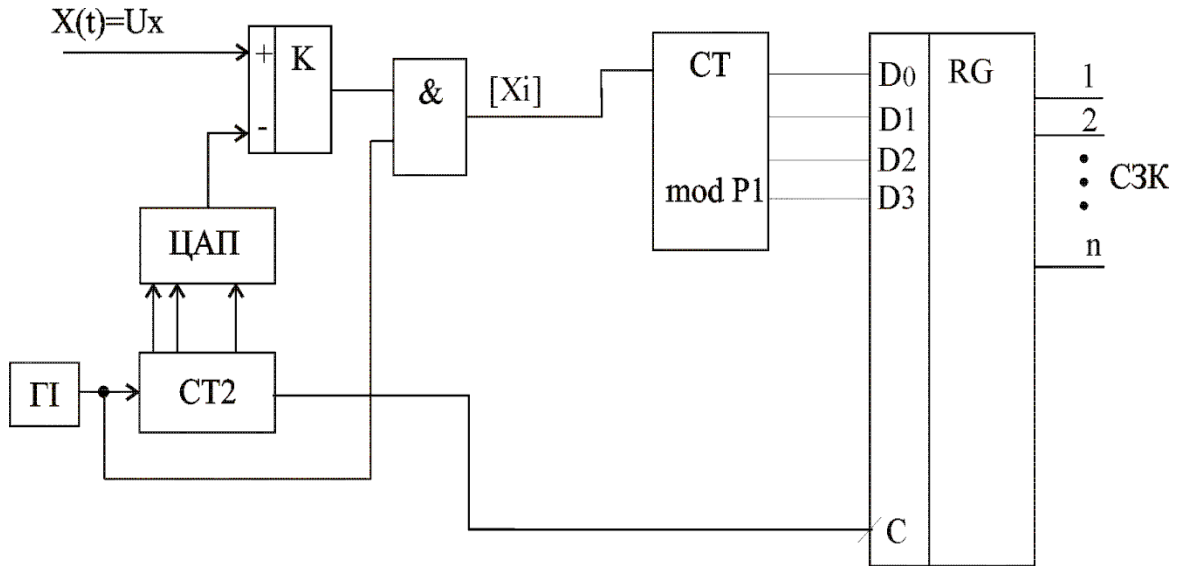 X(t)=Ux
+ K
-
&
[Xi]
CT
mod P1
D0 RG
D1
D2
D3
C
1
2
СЗК
n
ЦАП
ГІ
CT2